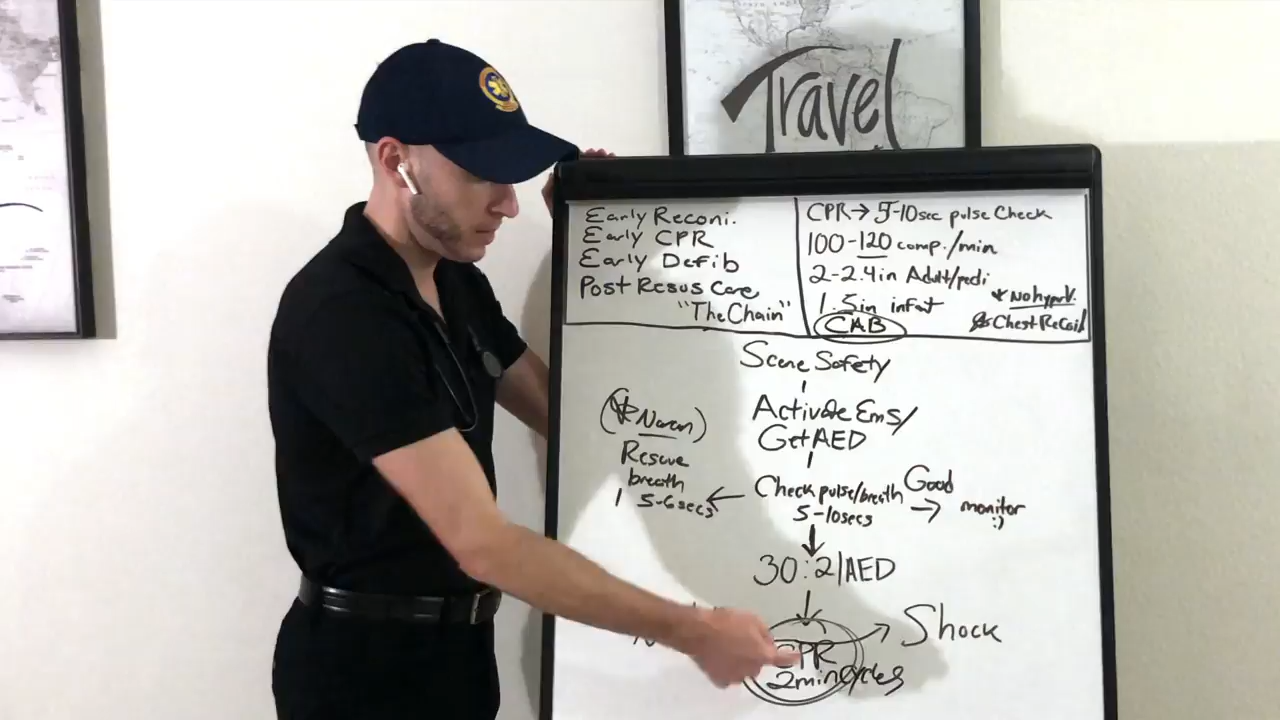 Travel
Early Reconi.
Early CPR
Early Defib
Post Resus Care
"The Chain"
CPR→ 5-10sec pulse Check
100-120 comp./min
2-2.4in Adult/pedi
1.5in infat
* No hyprV.
Chest ReCoil
CAB
Scene Safety
Activate Ems/
Get AED
Check pulse/breath
5-10secs
Good
→ monitor
:)
(* Narcan)
Rescue
breath
1 5-6secs
30:2/AED
CPR
2min Cycles
Shock